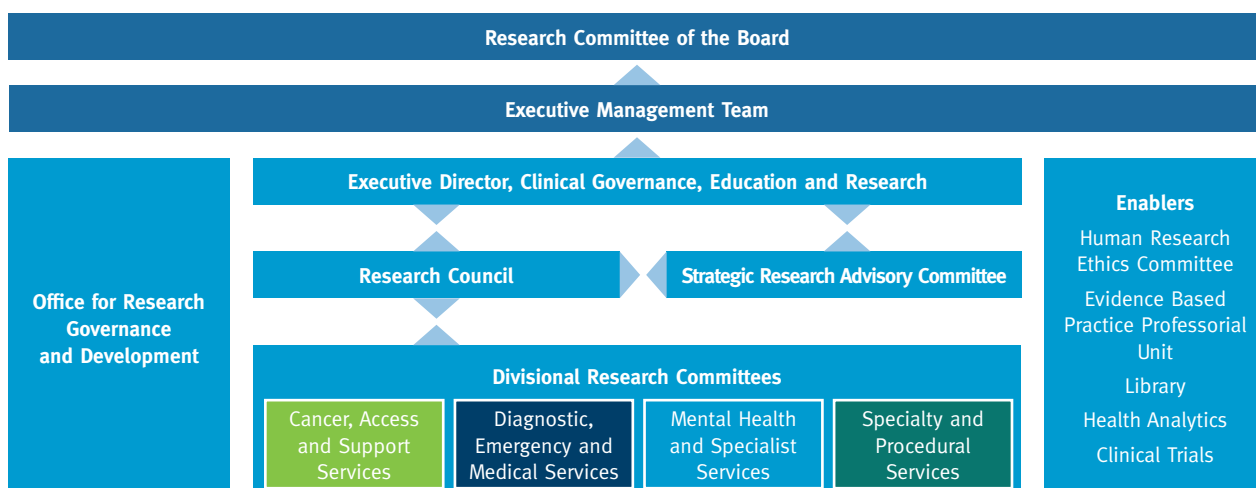 Research Committee of the Board
Executive Management Team
Office for Research
Governance
and Development
Executive Director, Clinical Governance, Education and Research
Research Council
Strategic Research Advisory Committee
Divisional Research Committees
Cancer, Access
and Support
Services
Diagnostic,
Emergency and
Medical Services
Mental Health
and Specialist
Services
Specialty and
Procedural
Services
Enablers
Human Research
Ethics Committee
Evidence Based
Practice Professorial
Unit
Library
Health Analytics
Clinical Trials